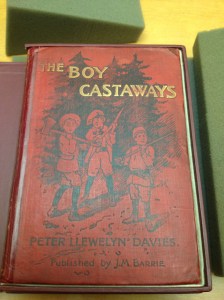 THE BOY
CASTAWAYS
PETER LLEWELYN DAVIES.
Published by J.M. BARRIE